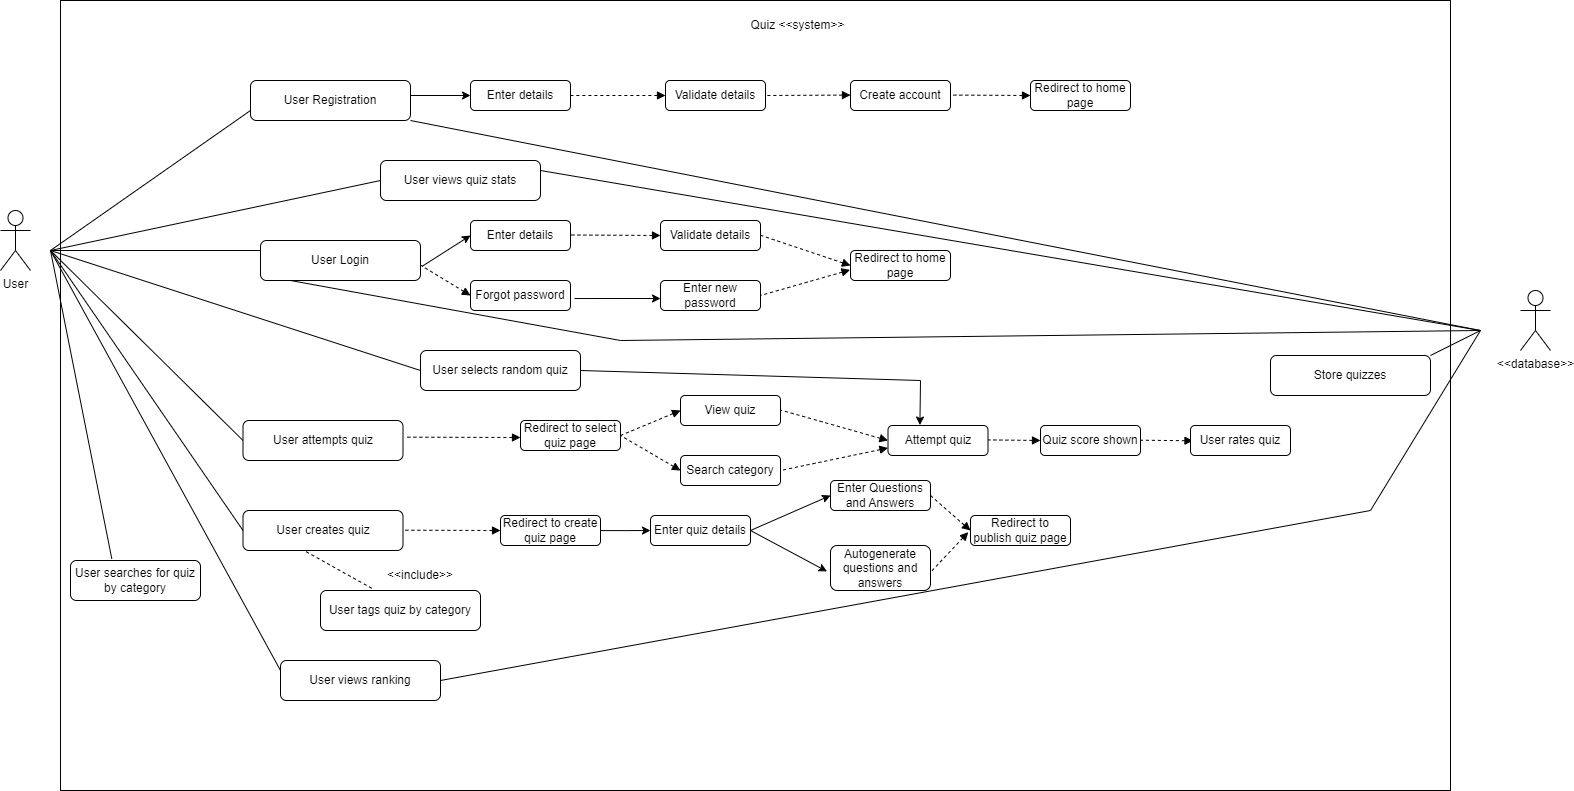 Quiz <<system>>
User Registration
Enter details
Validate details
Create account
Redirect to home
page
User views quiz stats
User
User Login
Enter details
Validate details
Redirect to home
page
Forgot password
Enter new
password
<<database>>
User selects random quiz
Store quizzes
User attempts quiz
Redirect to select
quiz page
View quiz
Search category
Attempt quiz
Quiz score shown
User rates quiz
User creates quiz
Redirect to create
quiz page
Enter quiz details
Enter Questions
and Answers
Autogenerate
questions and
answers
Redirect to
publish quiz page
User searches for quiz
by category
<<include>>
User tags quiz by category
User views ranking